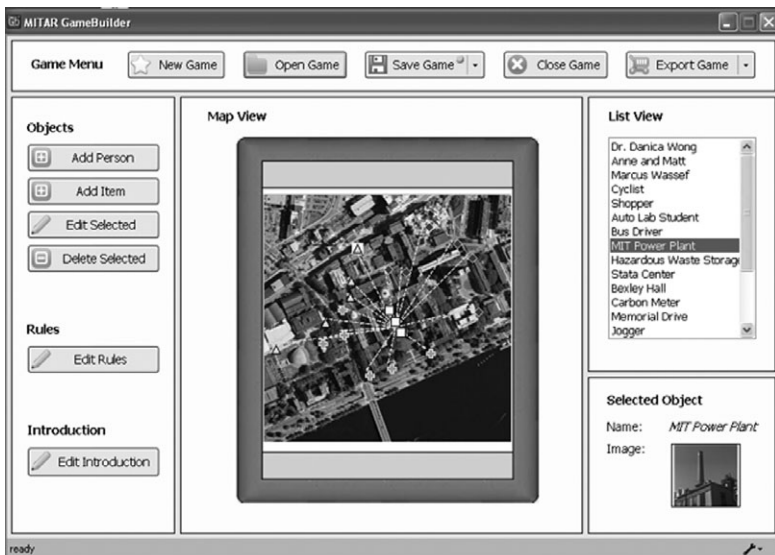 MITAR GameBuilder
Game Menu
New Game
Open Game
Save Game
Close Game
Export Game
Objects
Add Person
Add Item
Edit Selected
Delete Selected
Rules
Edit Rules
Introduction
Edit Introduction
Map View
List View
Dr. Danica Wong
Anne and Matt
Marcus Wassef
Cyclist
Shopper
Auto Lab Student
Bus Driver
MIT Power Plant
Hazardous Waste Storag
Stata Center
Bexley Hall
Carbon Meter
Memorial Drive
Jogger
Selected Object
Name: MIT Power Plant
Image:
ready